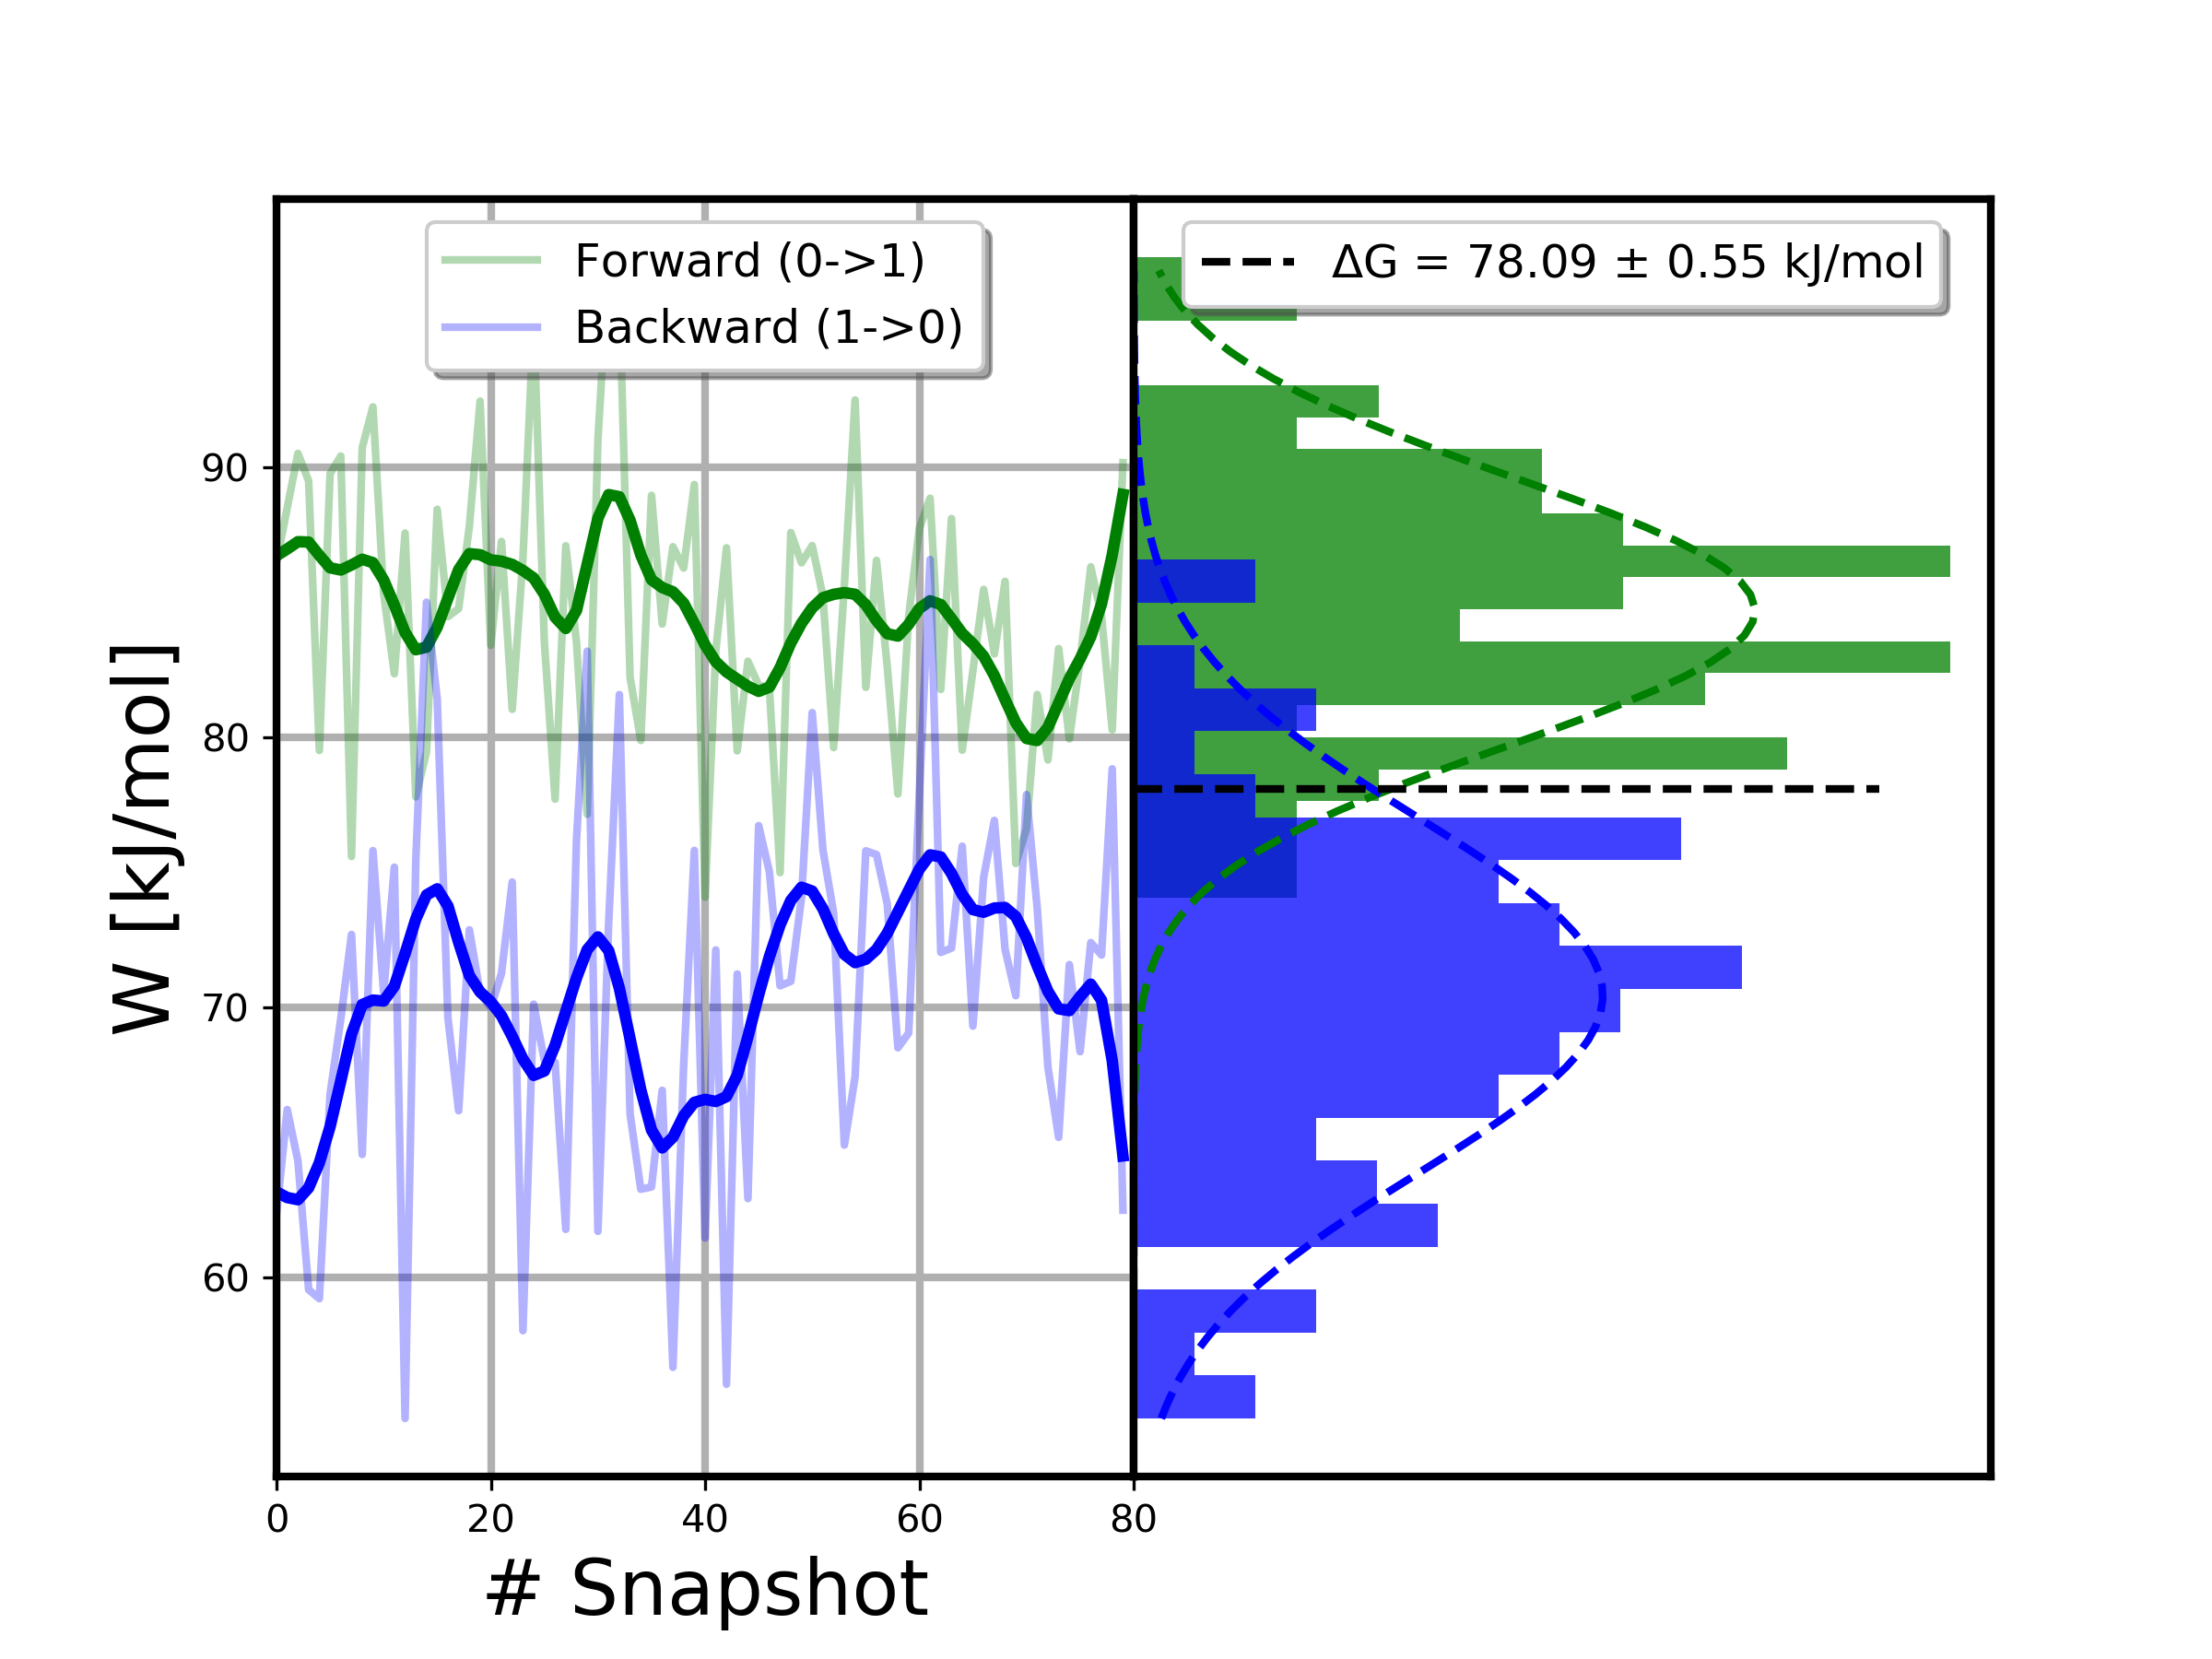 Forward (0->1)
Backward (1->0)
ΔG = 78.09 ± 0.55 kJ/mol
W [kJ/mol]
90
80
70
60
0 20 40 60 80
# Snapshot